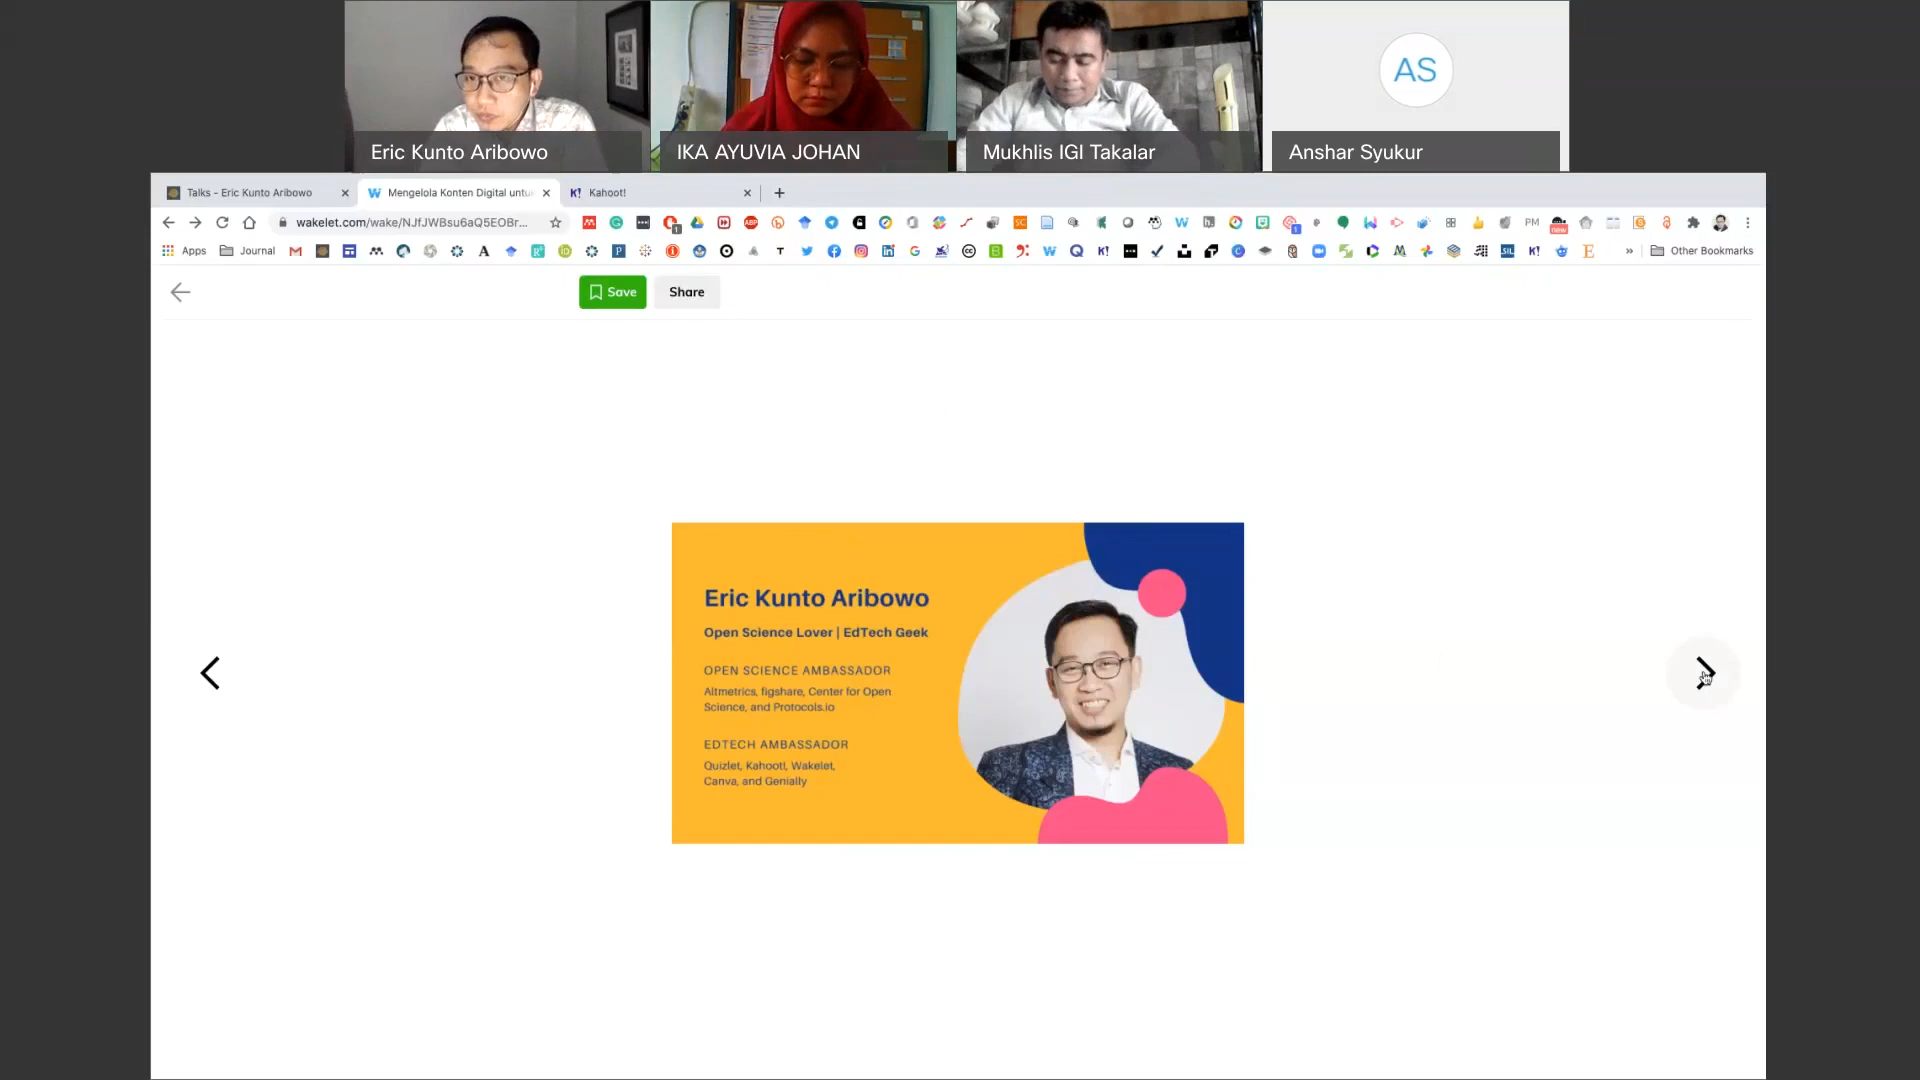 Eric Kunto Aribowo
IKA AYUVIA JOHAN
Mukhlis IGI Takalar
AS
Anshar Syukur
Talks - Eric Kunto Aribowo
Mengelola Konten Digital untu
Kahoot!
wakelet.com/wake/NJfJWBsu6aQ5EOBr...
Apps
Journal
Other Bookmarks
Save
Share
Eric Kunto Aribowo
Open Science Lover | EdTech Geek
OPEN SCIENCE AMBASSADOR
Altmetrics, figshare, Center for Open
Science, and Protocols.io
EDTECH AMBASSADOR
Quizlet, Kahoot!, Wakelet,
Canva, and Genially